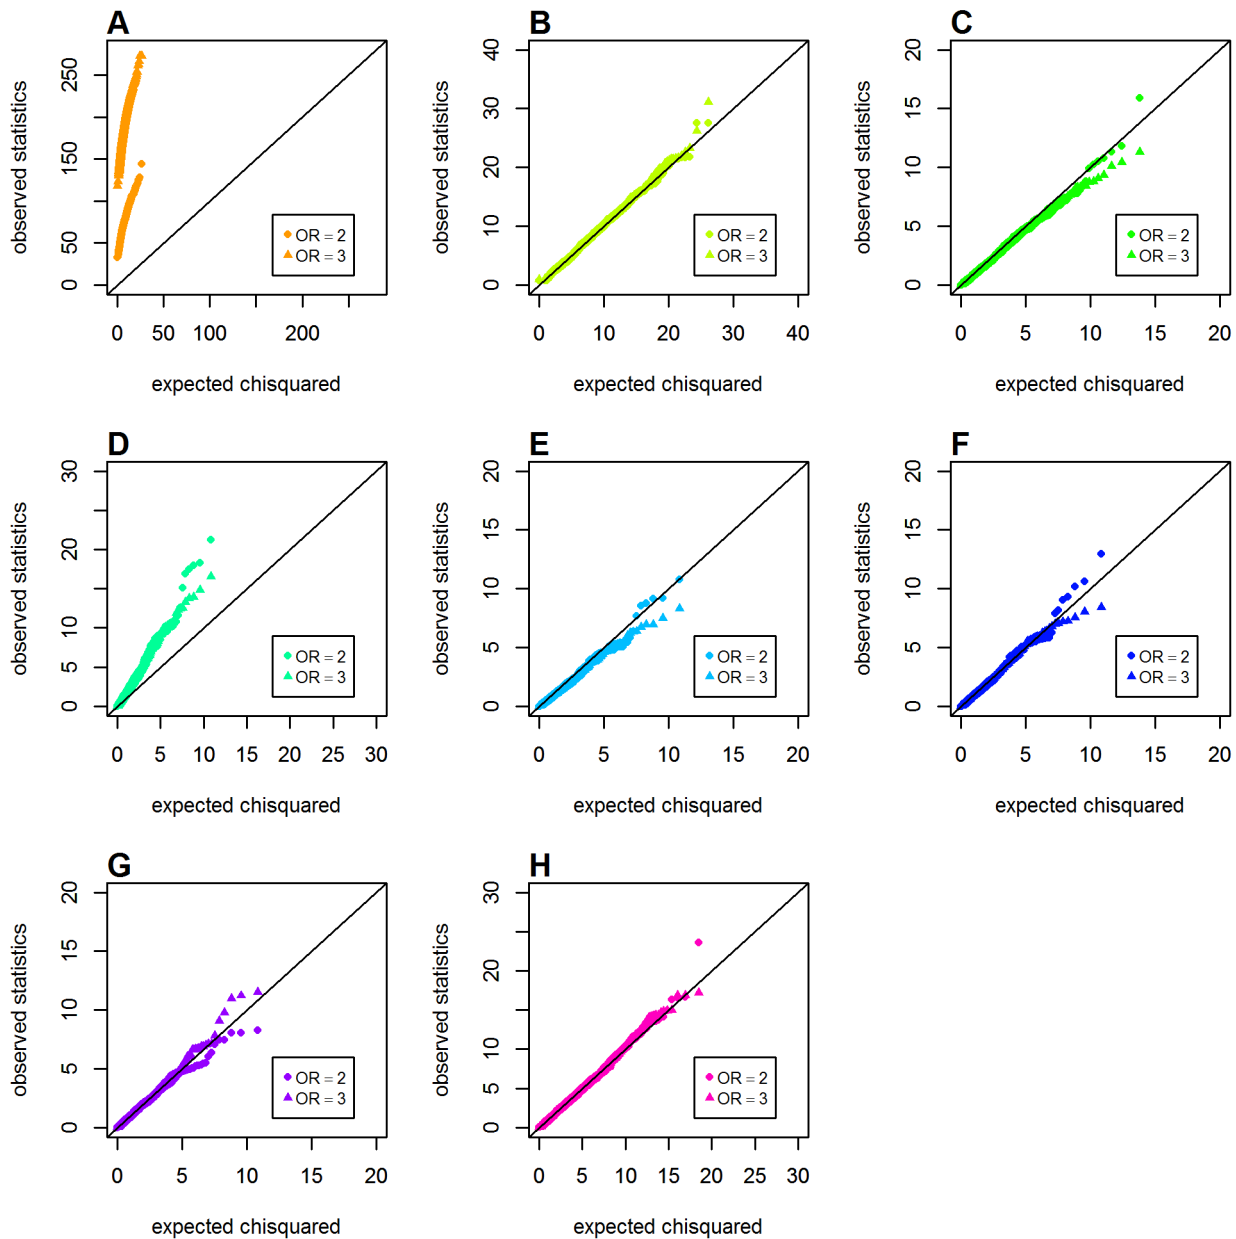 A
observed statistics
250
150
50
0
OR = 2
OR = 3
0 50 100 200
expected chisquared
B
observed statistics
40
30
20
10
0
OR = 2
OR = 3
0 10 20 30 40
expected chisquared
C
observed statistics
20
15
10
5
0
OR = 2
OR = 3
0 5 10 15 20
expected chisquared
D
observed statistics
30
20
10
5
0
OR = 2
OR = 3
0 5 10 15 20 25 30
expected chisquared
E
observed statistics
20
15
10
5
0
OR = 2
OR = 3
0 5 10 15 20
expected chisquared
F
observed statistics
20
15
10
5
0
OR = 2
OR = 3
0 5 10 15 20
expected chisquared
G
observed statistics
20
15
10
5
0
OR = 2
OR = 3
0 5 10 15 20
expected chisquared
H
observed statistics
30
20
10
5
0
OR = 2
OR = 3
0 5 10 15 20 25 30
expected chisquared